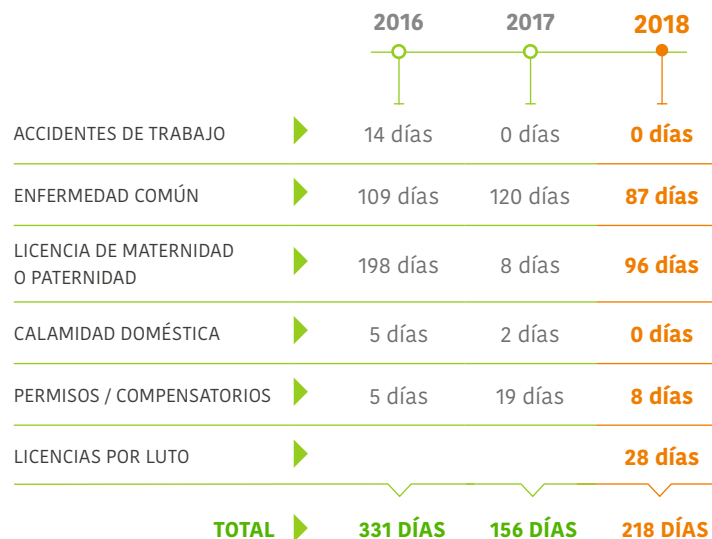 2016 2017 2018
ACCIDENTES DE TRABAJO 14 días 0 días 0 días
ENFERMEDAD COMÚN 109 días 120 días 87 días
LICENCIA DE MATERNIDAD
O PATERNIDAD 198 días 8 días 96 días
CALAMIDAD DOMÉSTICA 5 días 2 días 0 días
PERMISOS / COMPENSATORIOS 5 días 19 días 8 días
LICENCIAS POR LUTO 28 días
TOTAL 331 DÍAS 156 DÍAS 218 DÍAS